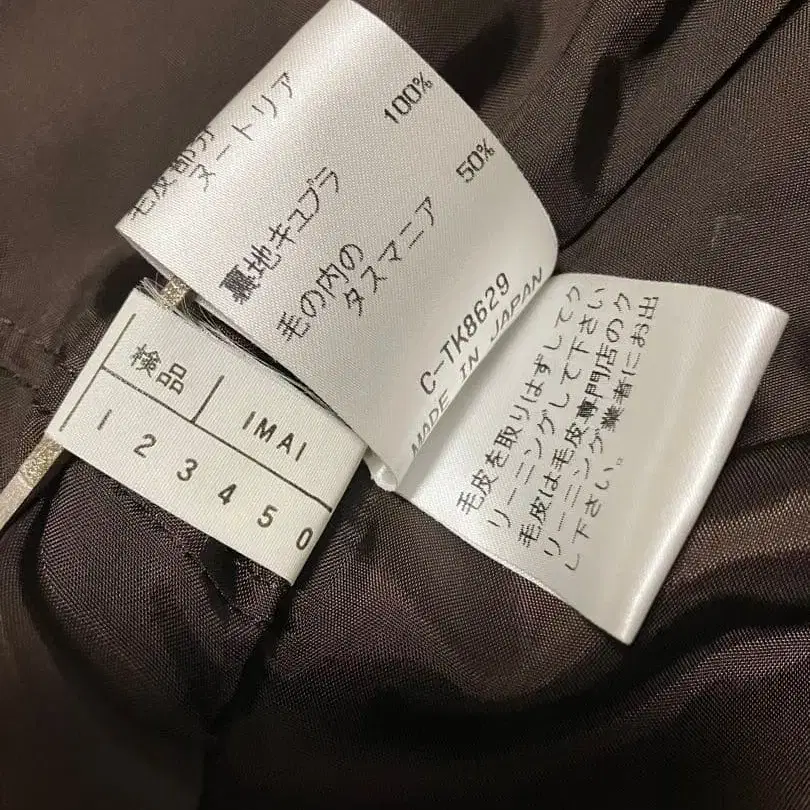 毛皮部分
ヌートリア
裏地キュプラ 100%
毛の内の
タスマニア 50%
C-TK8629
MADE IN JAPAN
毛皮を取りはずしてク
リーニングして下さい
毛皮は毛皮専門店のク
リーニング業者にお出
し下さい。
検品 IMAI
1 2 3 4 5 0